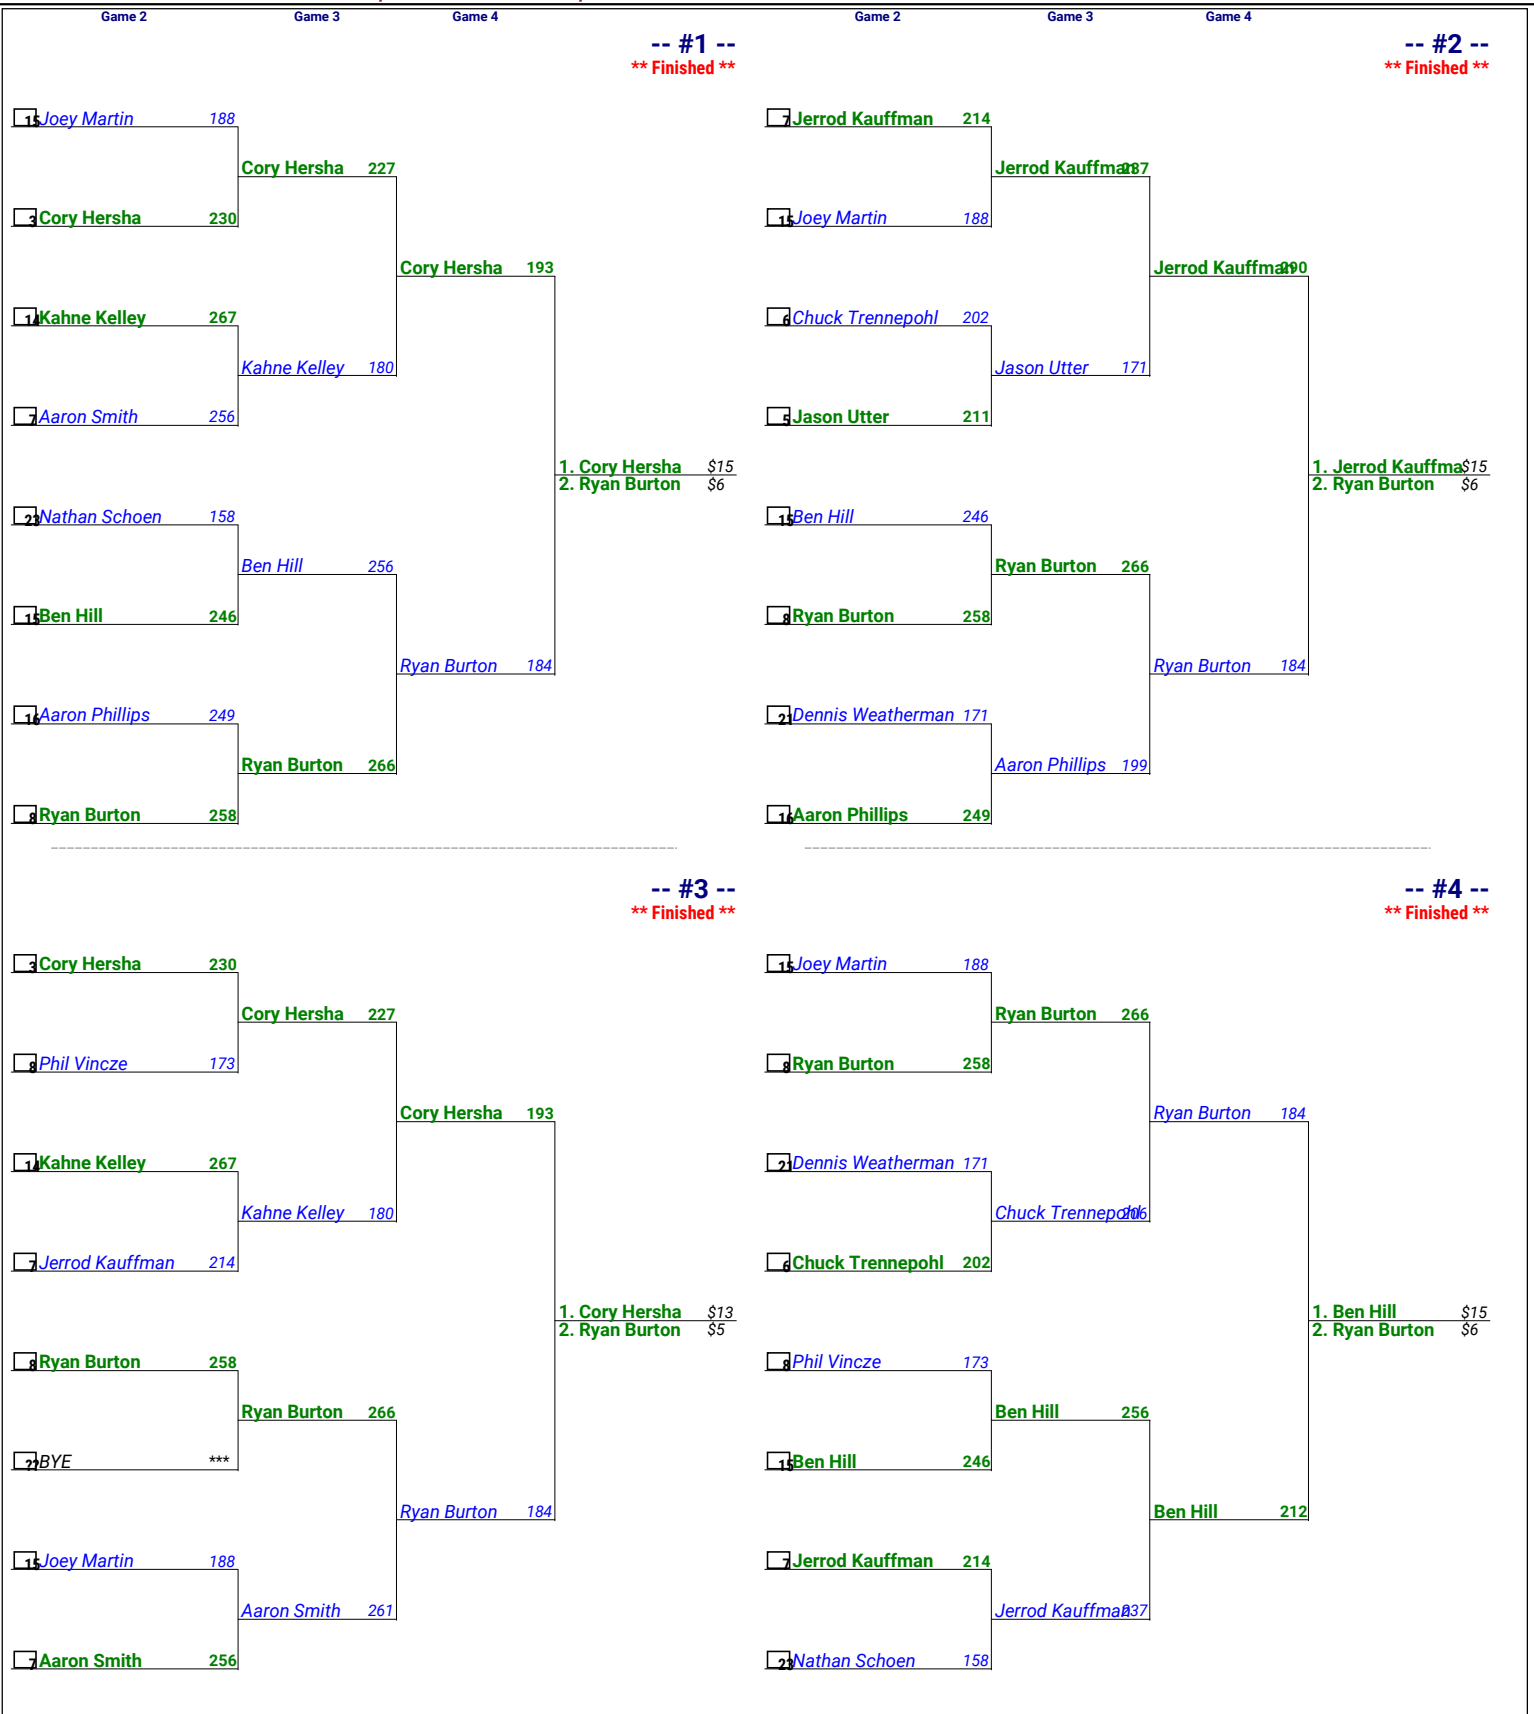 Game 2 Game 3 Game 4 Game 2 Game 3 Game 4
-- #1 --
** Finished **
15 Joey Martin 188
Cory Hersha 227
3 Cory Hersha 230
Cory Hersha 193
14 Kahne Kelley 267
Kahne Kelley 180
7 Aaron Smith 256
1. Cory Hersha $15
2. Ryan Burton $6
23 Nathan Schoen 158
Ben Hill 256
15 Ben Hill 246
Ryan Burton 184
16 Aaron Phillips 249
Ryan Burton 266
8 Ryan Burton 258
-- #2 --
** Finished **
7 Jerrod Kauffman 214
Jerrod Kauffman 237
15 Joey Martin 188
Jerrod Kauffman 290
6 Chuck Trennepohl 202
Jason Utter 171
5 Jason Utter 211
1. Jerrod Kauffma $15
2. Ryan Burton $6
15 Ben Hill 246
Ryan Burton 266
8 Ryan Burton 258
Ryan Burton 184
21 Dennis Weatherman 171
Aaron Phillips 199
16 Aaron Phillips 249
-- #3 --
** Finished **
3 Cory Hersha 230
Cory Hersha 227
8 Phil Vincze 173
Cory Hersha 193
14 Kahne Kelley 267
Kahne Kelley 180
7 Jerrod Kauffman 214
1. Cory Hersha $13
2. Ryan Burton $5
8 Ryan Burton 258
Ryan Burton 266
?? BYE ***
Ryan Burton 184
15 Joey Martin 188
Aaron Smith 261
7 Aaron Smith 256
-- #4 --
** Finished **
15 Joey Martin 188
Ryan Burton 266
8 Ryan Burton 258
Ryan Burton 184
21 Dennis Weatherman 171
Chuck Trennepohl 206
6 Chuck Trennepohl 202
1. Ben Hill $15
2. Ryan Burton $6
8 Phil Vincze 173
Ben Hill 256
15 Ben Hill 246
Ben Hill 212
7 Jerrod Kauffman 214
Jerrod Kauffman 237
23 Nathan Schoen 158